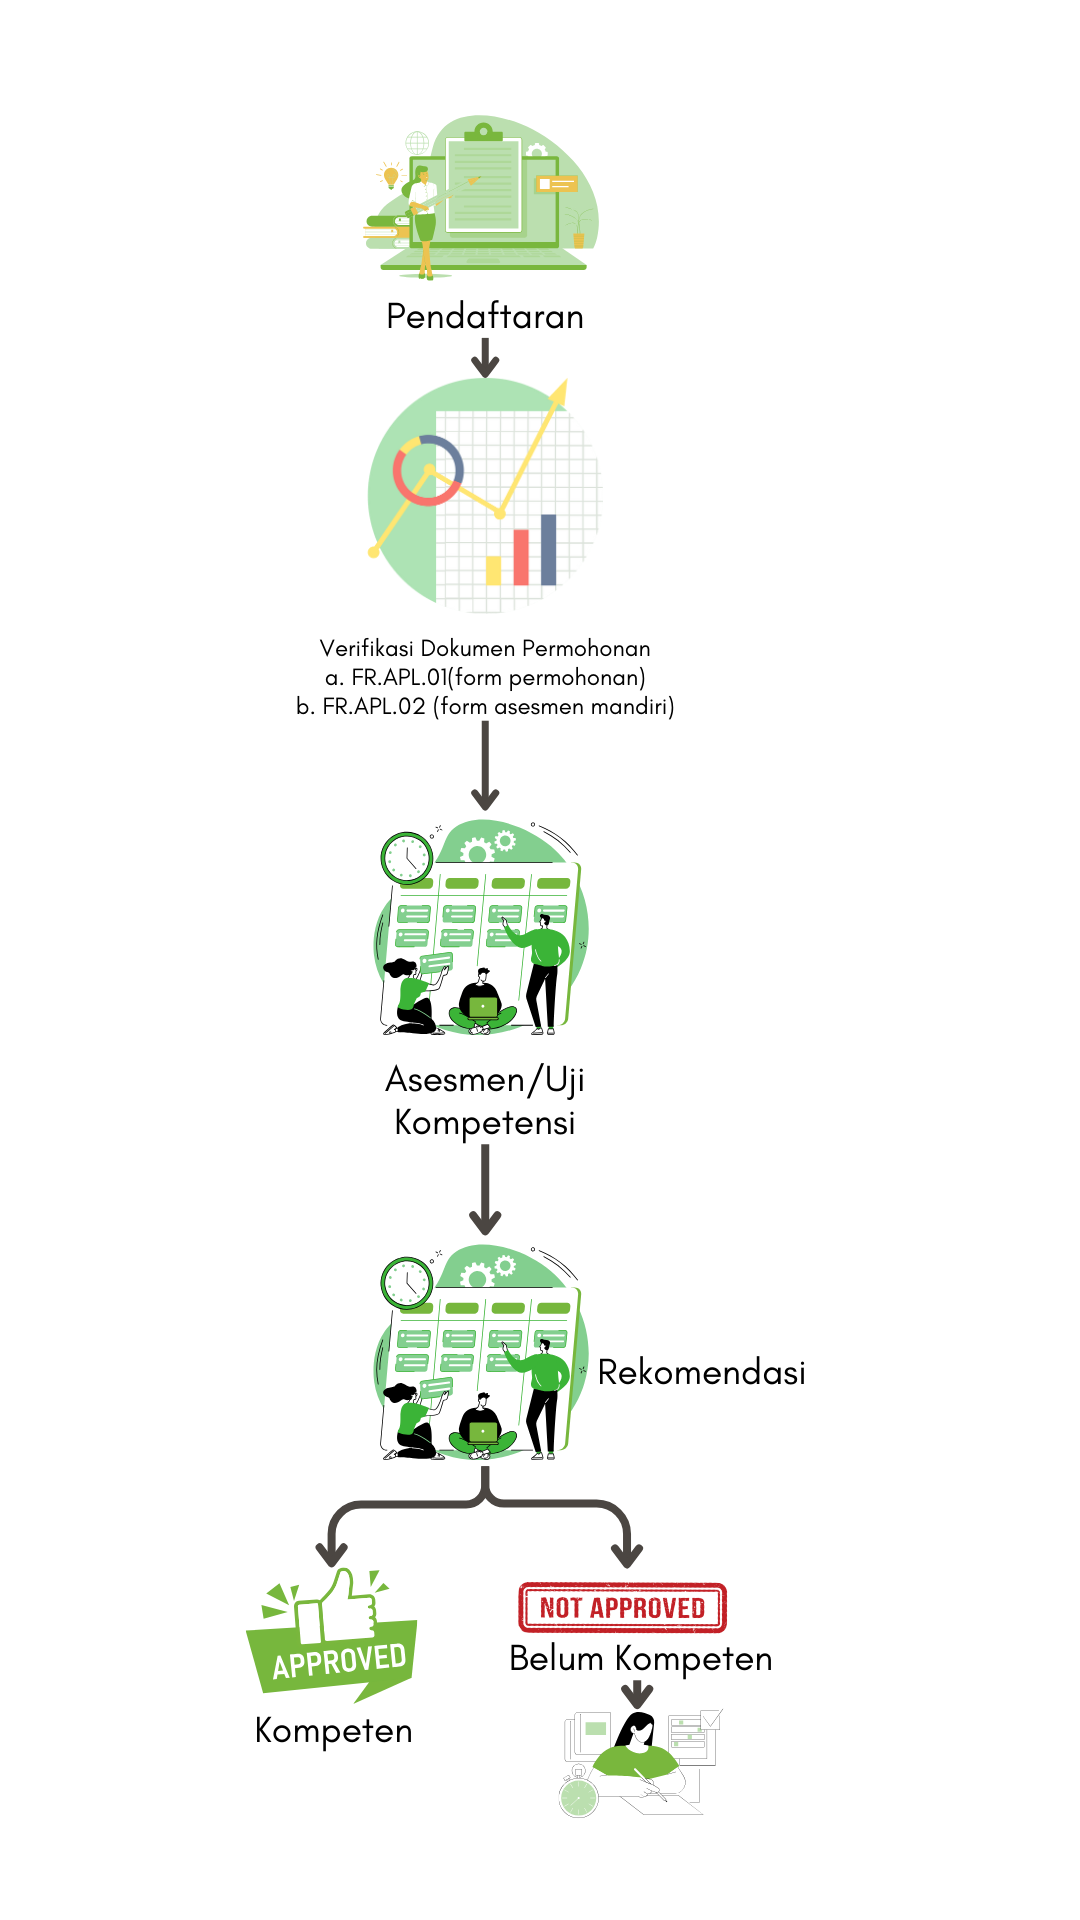 Pendaftaran
Verifikasi Dokumen Permohonan
a. FR.APL.01(form permohonan)
b. FR.APL.02 (form asesmen mandiri)
Asesmen/Uji
Kompetensi
Rekomendasi
APPROVED
Kompeten
NOT APPROVED
Belum Kompeten